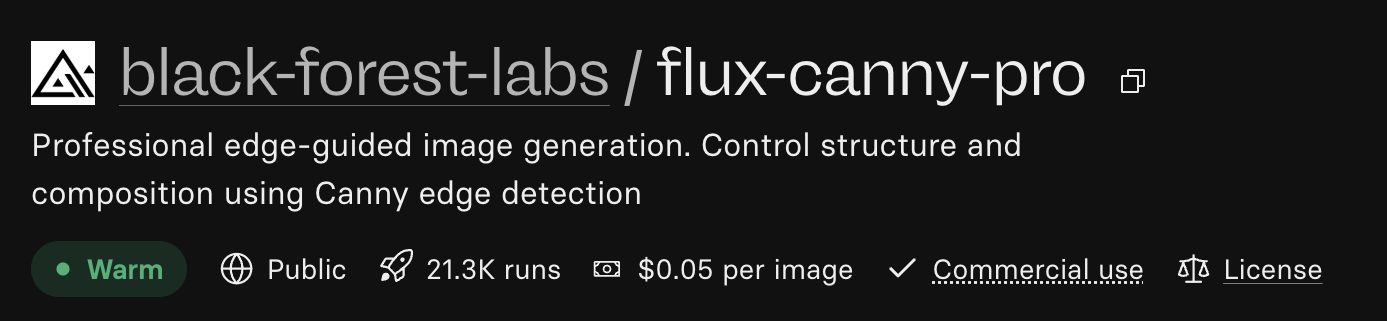 black-forest-labs / flux-canny-pro
Professional edge-guided image generation. Control structure and
composition using Canny edge detection
Warm Public 21.3K runs $0.05 per image Commercial use License